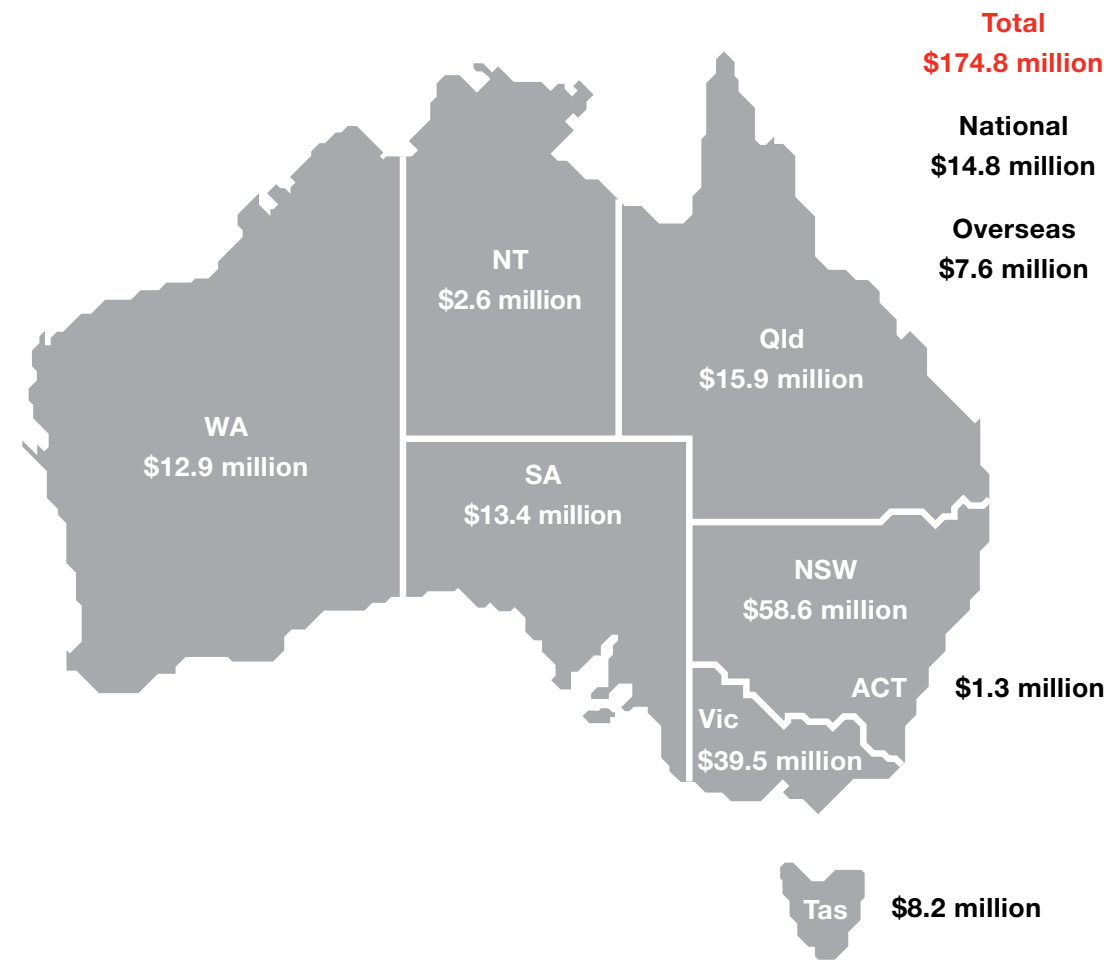 Total
$174.8 million
National
$14.8 million
Overseas
$7.6 million
NT
$2.6 million
Qld
$15.9 million
WA
$12.9 million
SA
$13.4 million
NSW
$58.6 million
ACT
$1.3 million
Vic
$39.5 million
Tas
$8.2 million